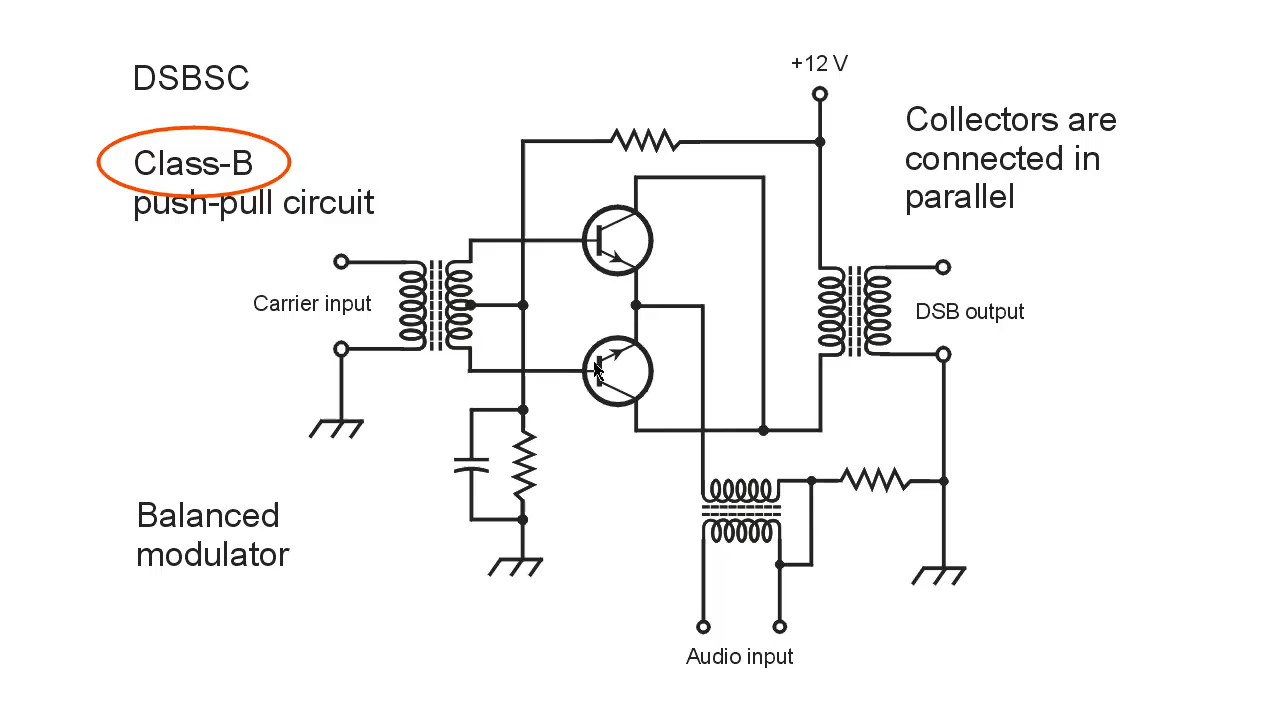 DSBSC
Class-B
push-pull circuit
+12 V
Collectors are
connected in
parallel
Carrier input
DSB output
Balanced
modulator
Audio input